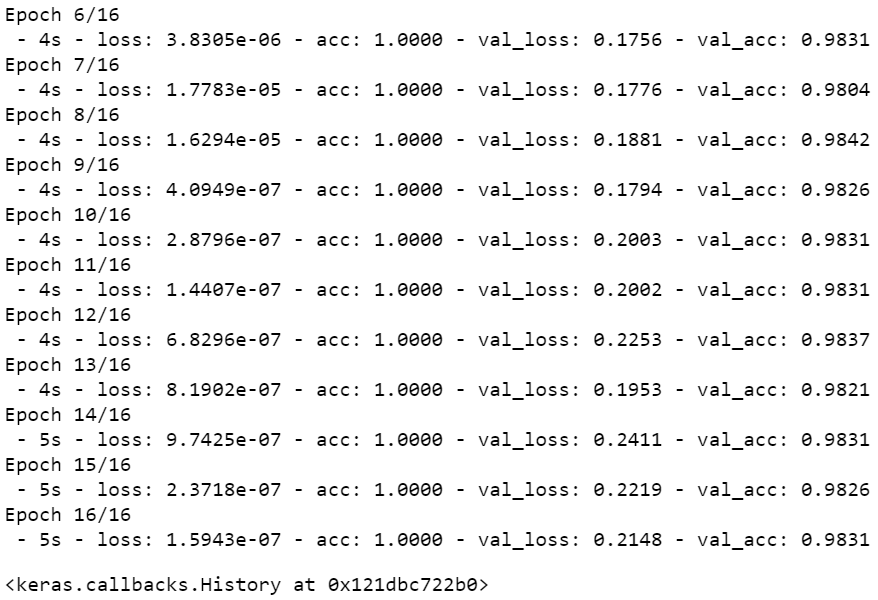 Epoch 6/16
 - 4s - loss: 3.8305e-06 - acc: 1.0000 - val_loss: 0.1756 - val_acc: 0.9831
Epoch 7/16
 - 4s - loss: 1.7783e-05 - acc: 1.0000 - val_loss: 0.1776 - val_acc: 0.9804
Epoch 8/16
 - 4s - loss: 1.6294e-05 - acc: 1.0000 - val_loss: 0.1881 - val_acc: 0.9842
Epoch 9/16
 - 4s - loss: 4.0949e-07 - acc: 1.0000 - val_loss: 0.1794 - val_acc: 0.9826
Epoch 10/16
 - 4s - loss: 2.8796e-07 - acc: 1.0000 - val_loss: 0.2003 - val_acc: 0.9831
Epoch 11/16
 - 4s - loss: 1.4407e-07 - acc: 1.0000 - val_loss: 0.2002 - val_acc: 0.9831
Epoch 12/16
 - 4s - loss: 6.8296e-07 - acc: 1.0000 - val_loss: 0.2253 - val_acc: 0.9837
Epoch 13/16
 - 4s - loss: 8.1902e-07 - acc: 1.0000 - val_loss: 0.1953 - val_acc: 0.9821
Epoch 14/16
 - 5s - loss: 9.7425e-07 - acc: 1.0000 - val_loss: 0.2411 - val_acc: 0.9831
Epoch 15/16
 - 5s - loss: 2.3718e-07 - acc: 1.0000 - val_loss: 0.2219 - val_acc: 0.9826
Epoch 16/16
 - 5s - loss: 1.5943e-07 - acc: 1.0000 - val_loss: 0.2148 - val_acc: 0.9831
<keras.callbacks.History at 0x121dbc722b0>